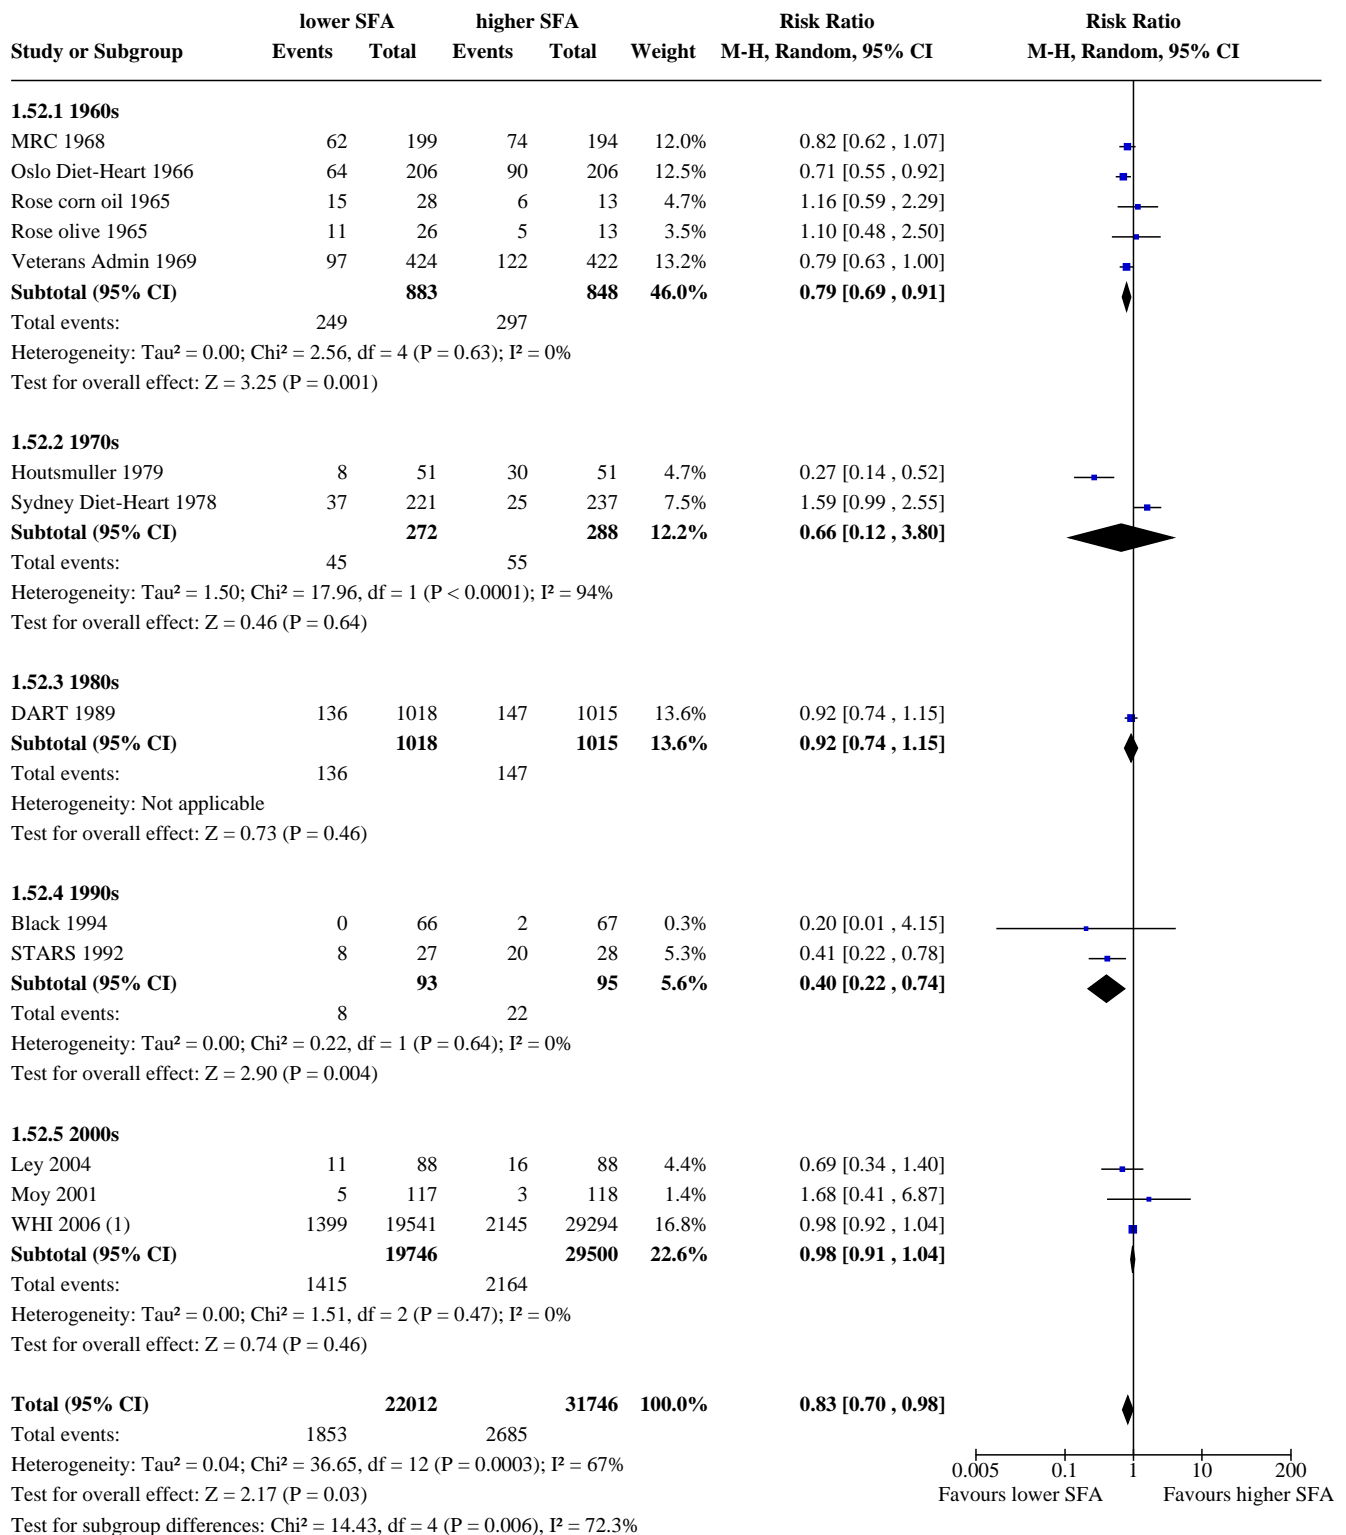 lower SFA higher SFA Risk Ratio Risk Ratio
Study or Subgroup Events Total Events Total Weight M-H, Random, 95% CI M-H, Random, 95% CI
1.52.1 1960s
MRC 1968 62 199 74 194 12.0% 0.82 [0.62 , 1.07]
Oslo Diet-Heart 1966 64 206 90 206 12.5% 0.71 [0.55 , 0.92]
Rose corn oil 1965 15 28 6 13 4.7% 1.16 [0.59 , 2.29]
Rose olive 1965 11 26 5 13 3.5% 1.10 [0.48 , 2.50]
Veterans Admin 1969 97 424 122 422 13.2% 0.79 [0.63 , 1.00]
Subtotal (95% CI) 883 848 46.0% 0.79 [0.69 , 0.91]
Total events: 249 297
Heterogeneity: Tau² = 0.00; Chi² = 2.56, df = 4 (P = 0.63); I² = 0%
Test for overall effect: Z = 3.25 (P = 0.001)
1.52.2 1970s
Houtsmuller 1979 8 51 30 51 4.7% 0.27 [0.14 , 0.52]
Sydney Diet-Heart 1978 37 221 25 237 7.5% 1.59 [0.99 , 2.55]
Subtotal (95% CI) 272 288 12.2% 0.66 [0.12 , 3.80]
Total events: 45 55
Heterogeneity: Tau² = 1.50; Chi² = 17.96, df = 1 (P < 0.0001); I² = 94%
Test for overall effect: Z = 0.46 (P = 0.64)
1.52.3 1980s
DART 1989 136 1018 147 1015 13.6% 0.92 [0.74 , 1.15]
Subtotal (95% CI) 1018 1015 13.6% 0.92 [0.74 , 1.15]
Total events: 136 147
Heterogeneity: Not applicable
Test for overall effect: Z = 0.73 (P = 0.46)
1.52.4 1990s
Black 1994 0 66 2 67 0.3% 0.20 [0.01 , 4.15]
STARS 1992 8 27 20 28 5.3% 0.41 [0.22 , 0.78]
Subtotal (95% CI) 93 95 5.6% 0.40 [0.22 , 0.74]
Total events: 8 22
Heterogeneity: Tau² = 0.00; Chi² = 0.22, df = 1 (P = 0.64); I² = 0%
Test for overall effect: Z = 2.90 (P = 0.004)
1.52.5 2000s
Ley 2004 11 88 16 88 4.4% 0.69 [0.34 , 1.40]
Moy 2001 5 117 3 118 1.4% 1.68 [0.41 , 6.87]
WHI 2006 (1) 1399 19541 2145 29294 16.8% 0.98 [0.92 , 1.04]
Subtotal (95% CI) 19746 29500 22.6% 0.98 [0.91 , 1.04]
Total events: 1415 2164
Heterogeneity: Tau² = 0.00; Chi² = 1.51, df = 2 (P = 0.47); I² = 0%
Test for overall effect: Z = 0.74 (P = 0.46)
Total (95% CI) 22012 31746 100.0% 0.83 [0.70 , 0.98]
Total events: 1853 2685
Heterogeneity: Tau² = 0.04; Chi² = 36.65, df = 12 (P = 0.0003); I² = 67%
0.005 0.1 1 10 200
Test for overall effect: Z = 2.17 (P = 0.03)
Favours lower SFA Favours higher SFA
Test for subgroup differences: Chi² = 14.43, df = 4 (P = 0.006), I² = 72.3%